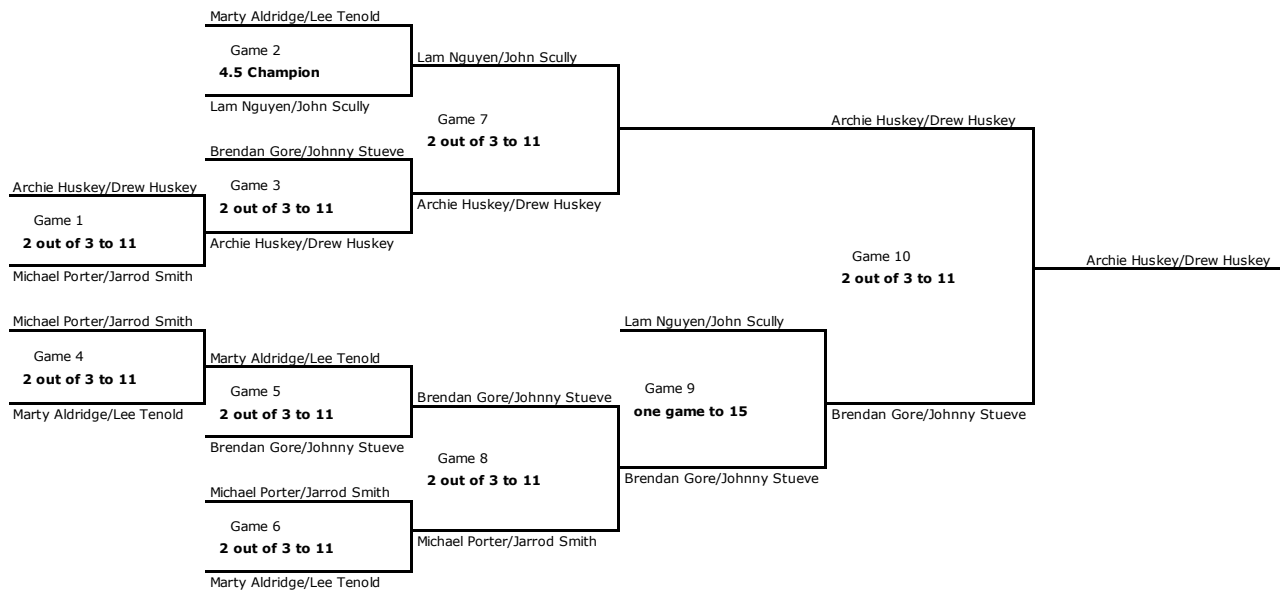 Marty Aldridge/Lee Tenold
Game 2
4.5 Champion
Lam Nguyen/John Scully
Lam Nguyen/John Scully
Game 7
2 out of 3 to 11
Archie Huskey/Drew Huskey
Brendan Gore/Johnny Stueve
Game 3
2 out of 3 to 11
Archie Huskey/Drew Huskey
Archie Huskey/Drew Huskey
Game 1
2 out of 3 to 11
Archie Huskey/Drew Huskey
Michael Porter/Jarrod Smith
Game 10
2 out of 3 to 11
Archie Huskey/Drew Huskey
Michael Porter/Jarrod Smith
Game 4
2 out of 3 to 11
Marty Aldridge/Lee Tenold
Marty Aldridge/Lee Tenold
Game 5
2 out of 3 to 11
Brendan Gore/Johnny Stueve
Lam Nguyen/John Scully
Game 9
one game to 15
Brendan Gore/Johnny Stueve
Brendan Gore/Johnny Stueve
Game 8
2 out of 3 to 11
Brendan Gore/Johnny Stueve
Michael Porter/Jarrod Smith
Game 6
2 out of 3 to 11
Michael Porter/Jarrod Smith
Marty Aldridge/Lee Tenold